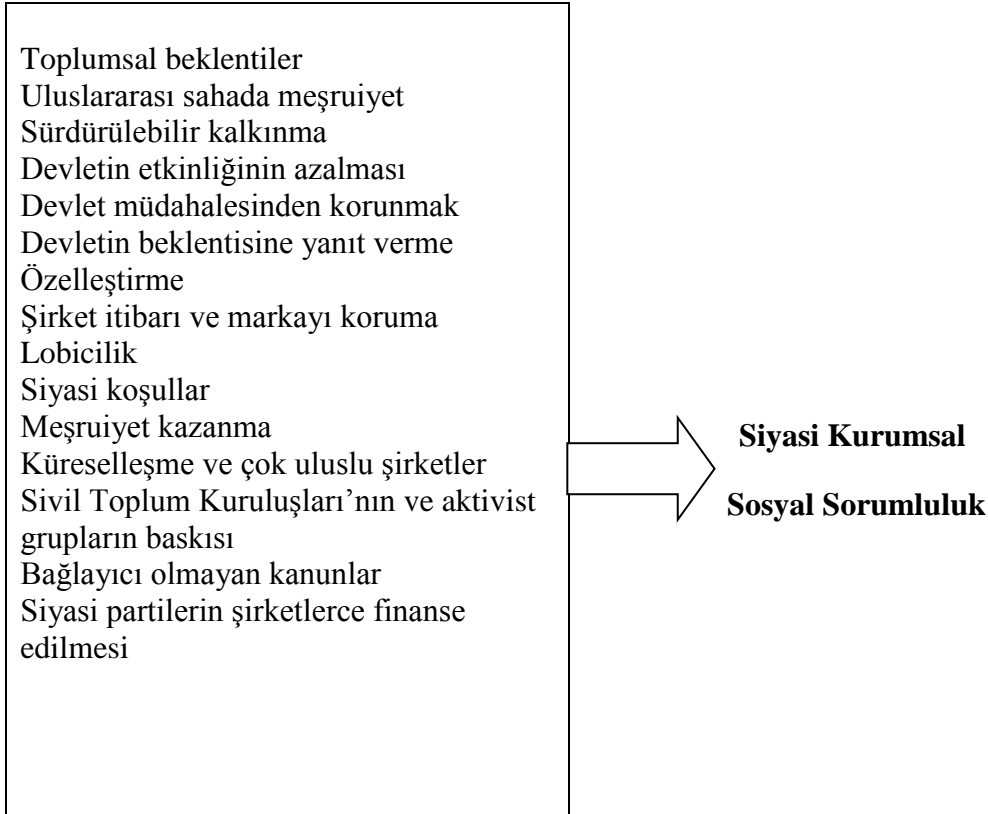 Toplumsal beklentiler
Uluslararası sahada meşruiyet
Sürdürülebilir kalkınma
Devletin etkinliğinin azalması
Devlet müdahalesinden korunmak
Devletin beklentisine yanıt verme
Özelleştirme
Şirket itibarı ve markayı koruma
Lobicilik
Siyasi koşullar
Meşruiyet kazanma
Küreselleşme ve çok uluslu şirketler
Sivil Toplum Kuruluşları’nın ve aktivist
grupların baskısı
Bağlayıcı olmayan kanunlar
Siyasi partilerin şirketlerce finanse
edilmesi
Siyasi Kurumsal
Sosyal Sorumluluk